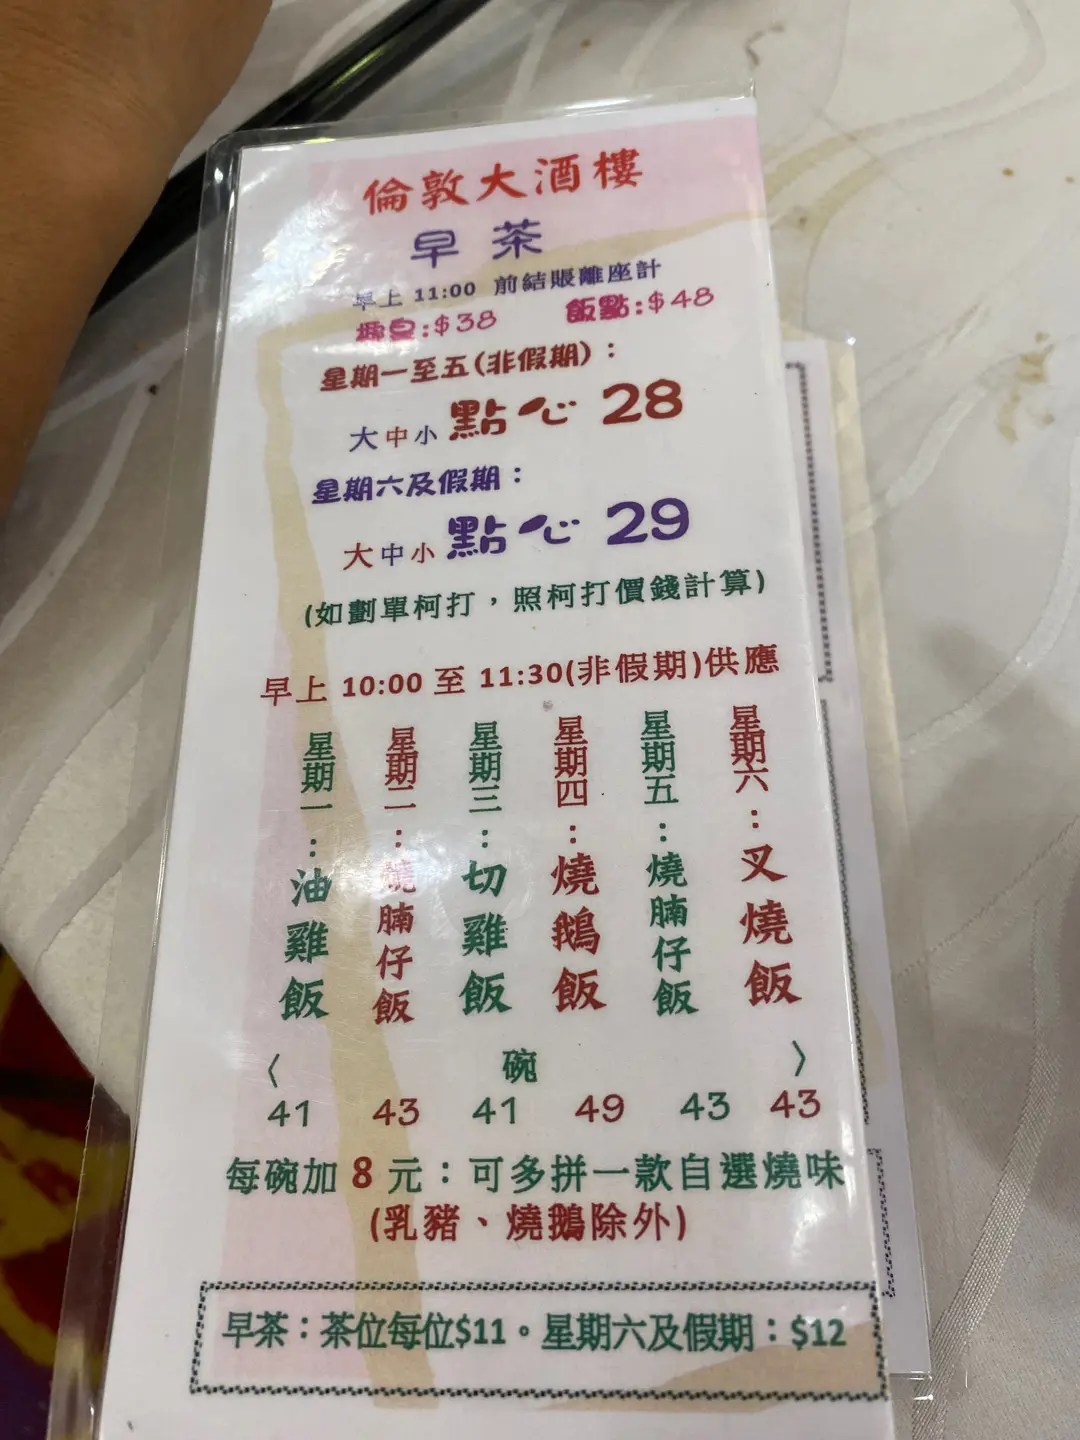 倫敦大酒樓
早茶
早上 11:00 前結賬離座計
極皇:$38 飯點:$48
星期一至五(非假期)：
大中小點心 28
星期六及假期：
大中小點心 29
(如劃單柯打，照柯打價錢計算)
早上 10:00 至 11:30(非假期)供應
星期一：油雞飯
星期二：燒腩仔飯
星期三：切雞飯
星期四：燒鵝飯
星期五：燒腩仔飯
星期六：叉燒飯
〈 碗 〉
41 43 41 49 43 43
每碗加 8 元：可多拼一款自選燒味
(乳豬、燒鵝除外)
早茶：茶位每位$11。星期六及假期：$12